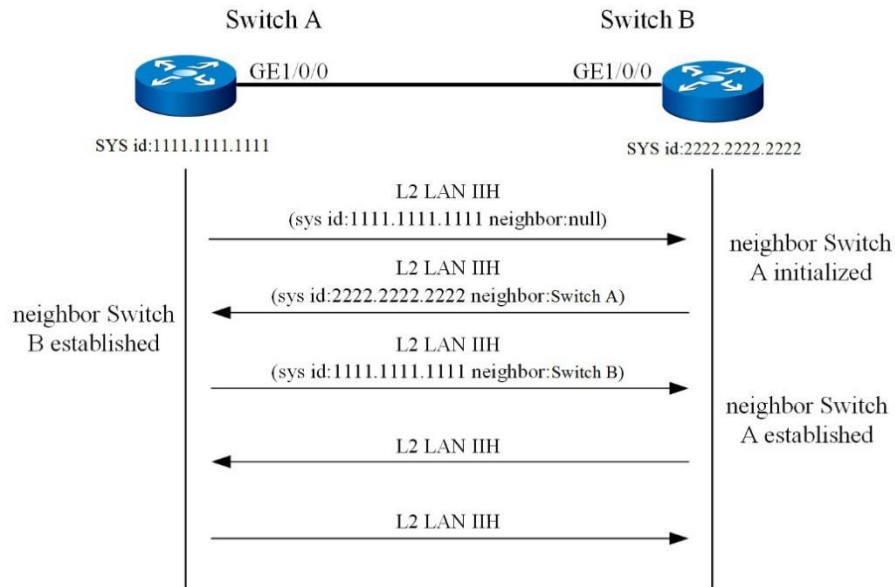 Switch A
Switch B
GE1/0/0
GE1/0/0
SYS id:1111.1111.1111
SYS id:2222.2222.2222
L2 LAN IIH
(sys id:1111.1111.1111 neighbor:null)
neighbor Switch
A initialized
L2 LAN IIH
(sys id:2222.2222.2222 neighbor:Switch A)
neighbor Switch
B established
L2 LAN IIH
(sys id:1111.1111.1111 neighbor:Switch B)
neighbor Switch
A established
L2 LAN IIH
L2 LAN IIH